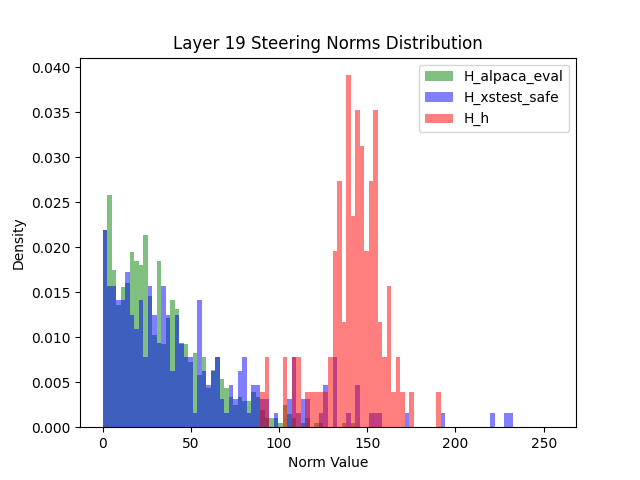 Layer 19 Steering Norms Distribution
H_alpaca_eval
H_xstest_safe
H_h
0.040
0.035
0.030
0.025
0.020
0.015
0.010
0.005
0.000
Density
0 50 100 150 200 250
Norm Value